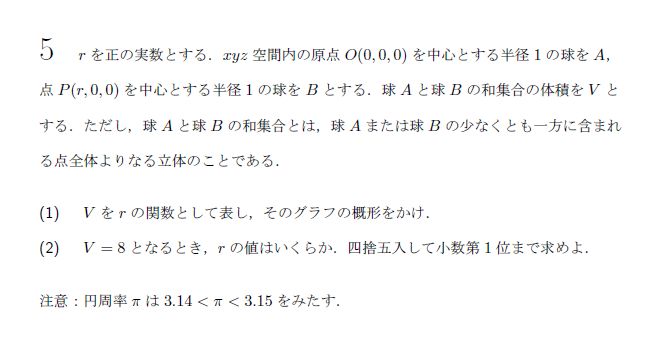 5 rを正の実数とする．xyz 空間内の原点 O(0,0,0) を中心とする半径 1 の球を A，
点 P(r,0,0) を中心とする半径 1 の球を B とする．球 A と球 B の和集合の体積を V と
する．ただし，球 A と球 B の和集合とは，球 A または球 B の少なくとも一方に含まれ
る点全体よりなる立体のことである．
(1) V を r の関数として表し，そのグラフの概形をかけ．
(2) V = 8 となるとき，r の値はいくらか．四捨五入して小数第 1 位まで求めよ．
注意：円周率 π は 3.14 < π < 3.15 をみたす．